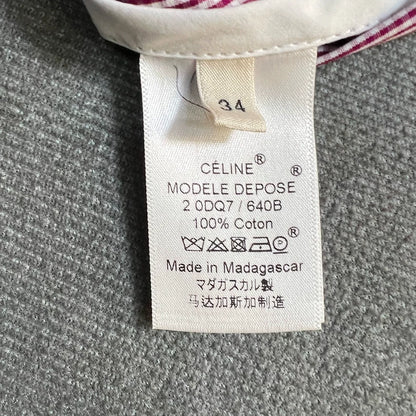 34
CÉLINE®
MODELE DEPOSE®
2 0DQ7 / 640B
100% Coton
®
Made in Madagascar
マダガスカル製
马达加斯加制造